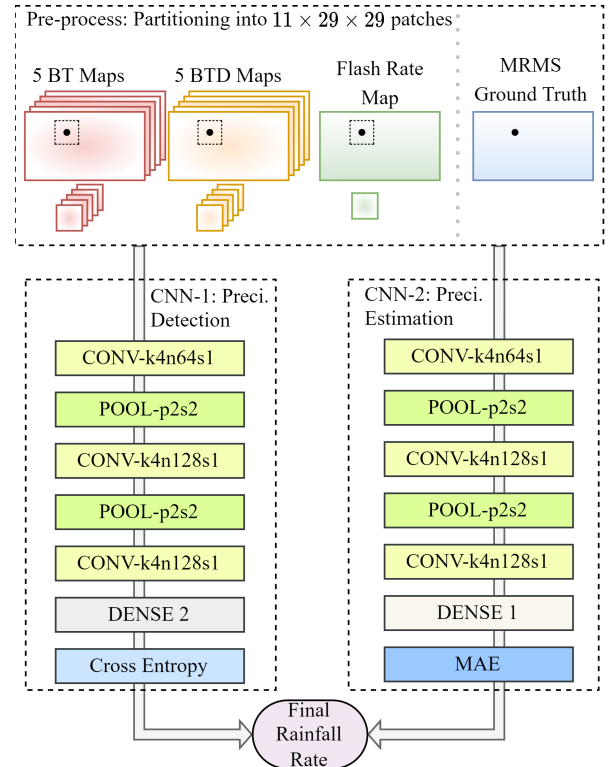 Pre-process: Partitioning into 11 × 29 × 29 patches
5 BT Maps
5 BTD Maps
Flash Rate
Map
MRMS
Ground Truth
CNN-1: Preci.
Detection
CONV-k4n64s1
POOL-p2s2
CONV-k4n128s1
POOL-p2s2
CONV-k4n128s1
DENSE 2
Cross Entropy
CNN-2: Preci.
Estimation
CONV-k4n64s1
POOL-p2s2
CONV-k4n128s1
POOL-p2s2
CONV-k4n128s1
DENSE 1
MAE
Final
Rainfall
Rate